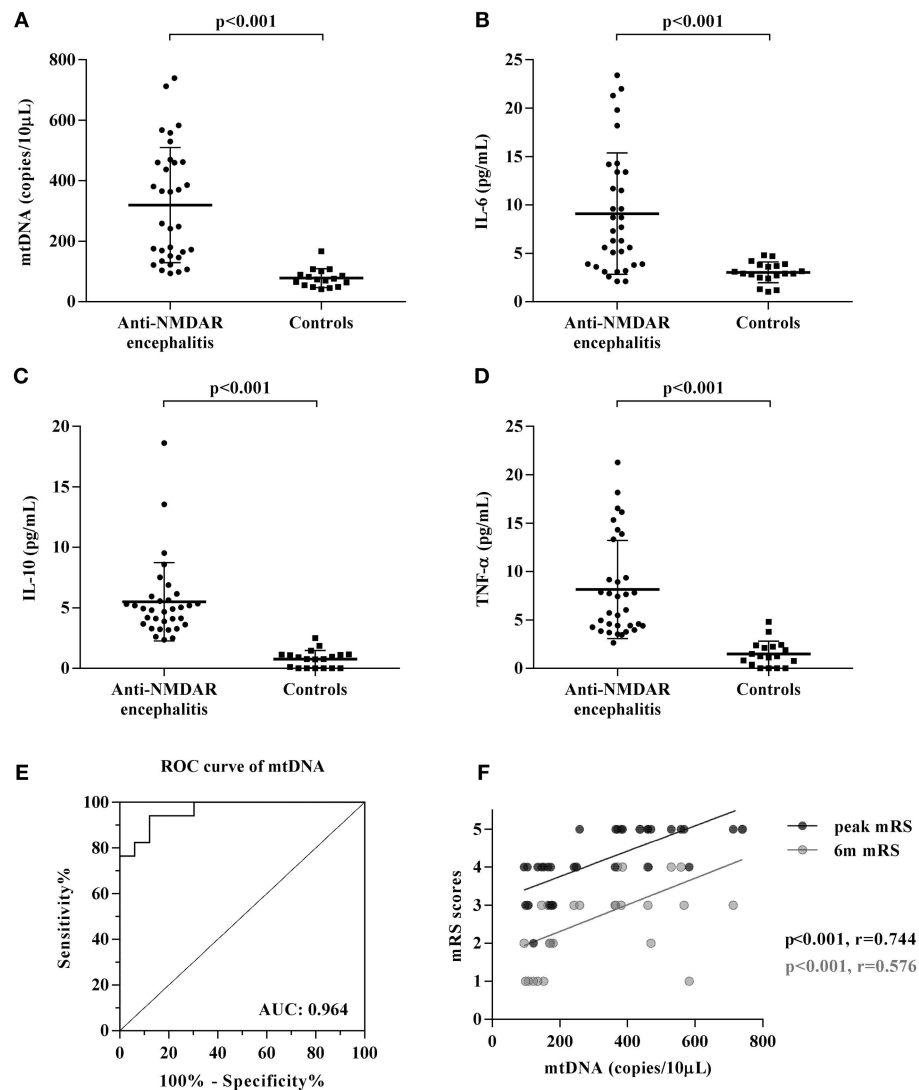 A
p<0.001
mtDNA (copies/10µL)
800
600
400
200
0
Anti-NMDAR
encephalitis
Controls
B
p<0.001
IL-6 (pg/mL)
25
20
15
10
5
0
Anti-NMDAR
encephalitis
Controls
C
p<0.001
IL-10 (pg/mL)
20
15
10
5
0
Anti-NMDAR
encephalitis
Controls
D
p<0.001
TNF-α (pg/mL)
25
20
15
10
5
0
Anti-NMDAR
encephalitis
Controls
E
ROC curve of mtDNA
Sensitivity%
100
80
60
40
20
0
0 20 40 60 80 100
AUC: 0.964
100% - Specificity%
F
mRS scores
5
4
3
2
1
0
0 200 400 600 800
mtDNA (copies/10µL)
peak mRS
6m mRS
p<0.001, r=0.744
p<0.001, r=0.576